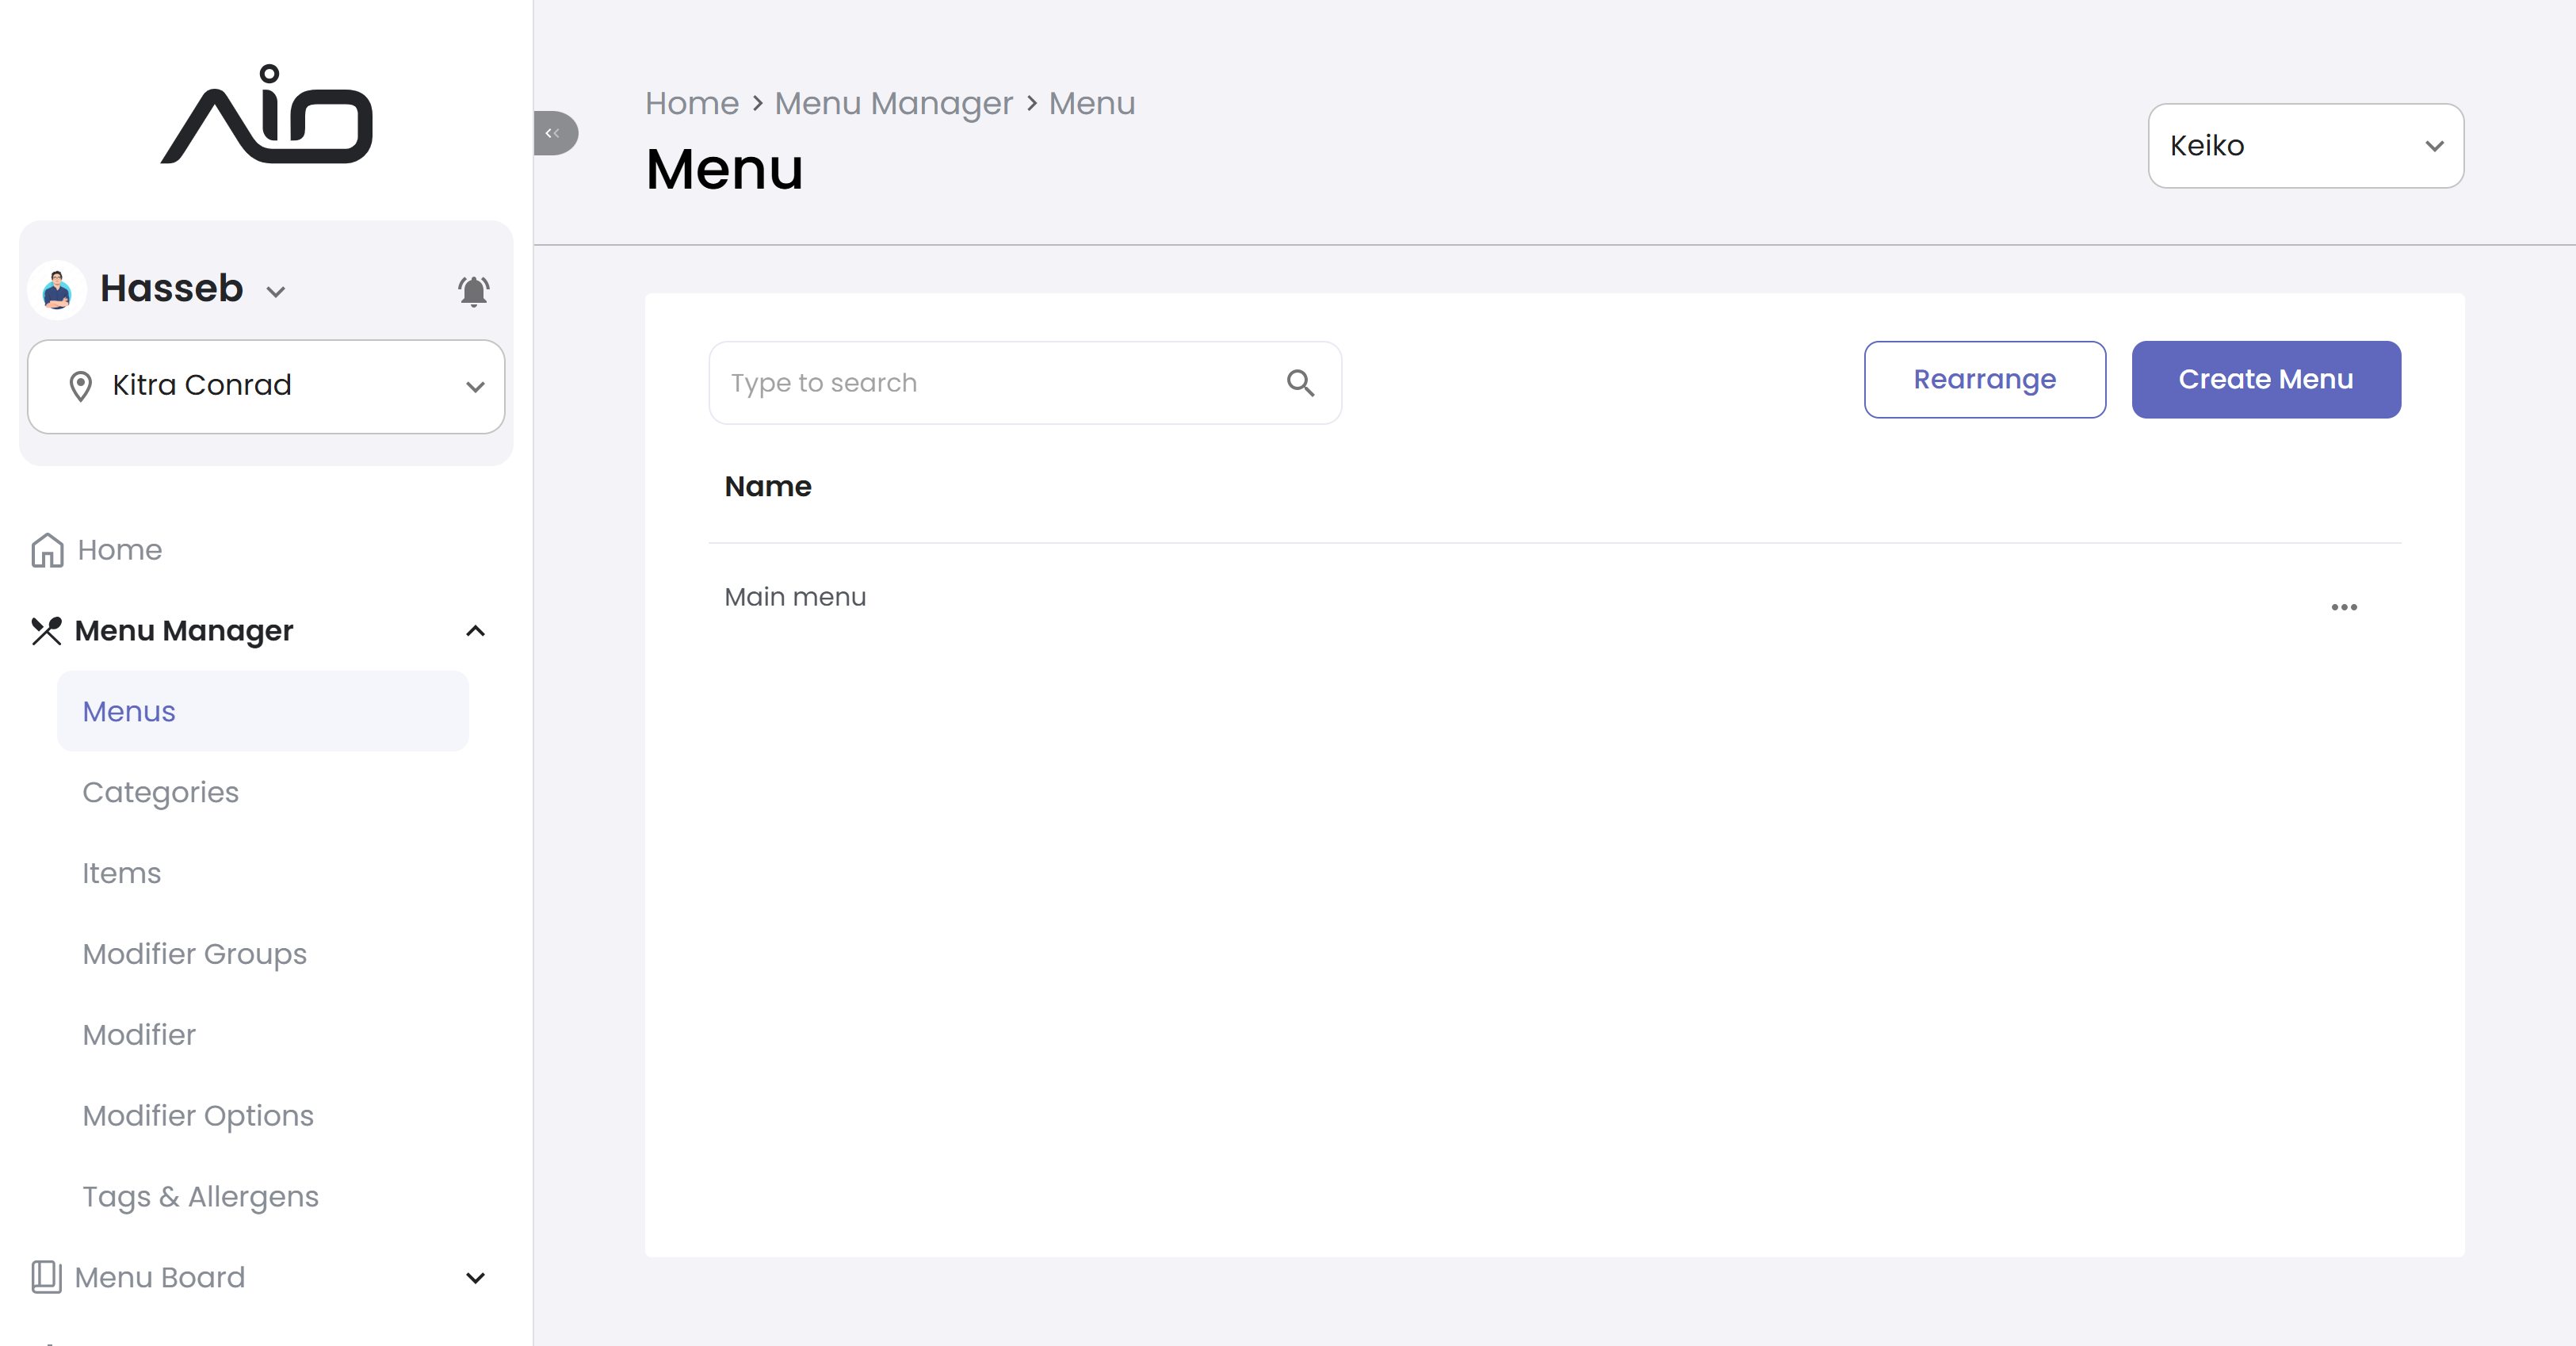 Aio
Hasseb
Kitra Conrad
Home
Menu Manager
Menus
Categories
Items
Modifier Groups
Modifier
Modifier Options
Tags & Allergens
Menu Board
Home > Menu Manager > Menu
Menu
Keiko
Type to search
Rearrange
Create Menu
Name
Main menu